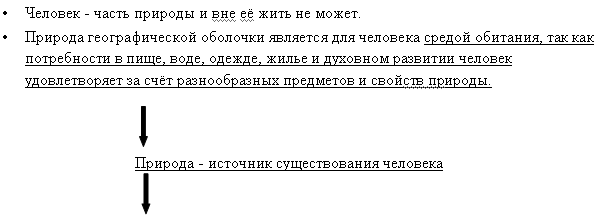 • Человек - часть природы и вне её жить не может.
• Природа географической оболочки является для человека средой обитания, так как
потребности в пище, воде, одежде, жилье и духовном развитии человек
удовлетворяет за счёт разнообразных предметов и свойств природы.
Природа - источник существования человека